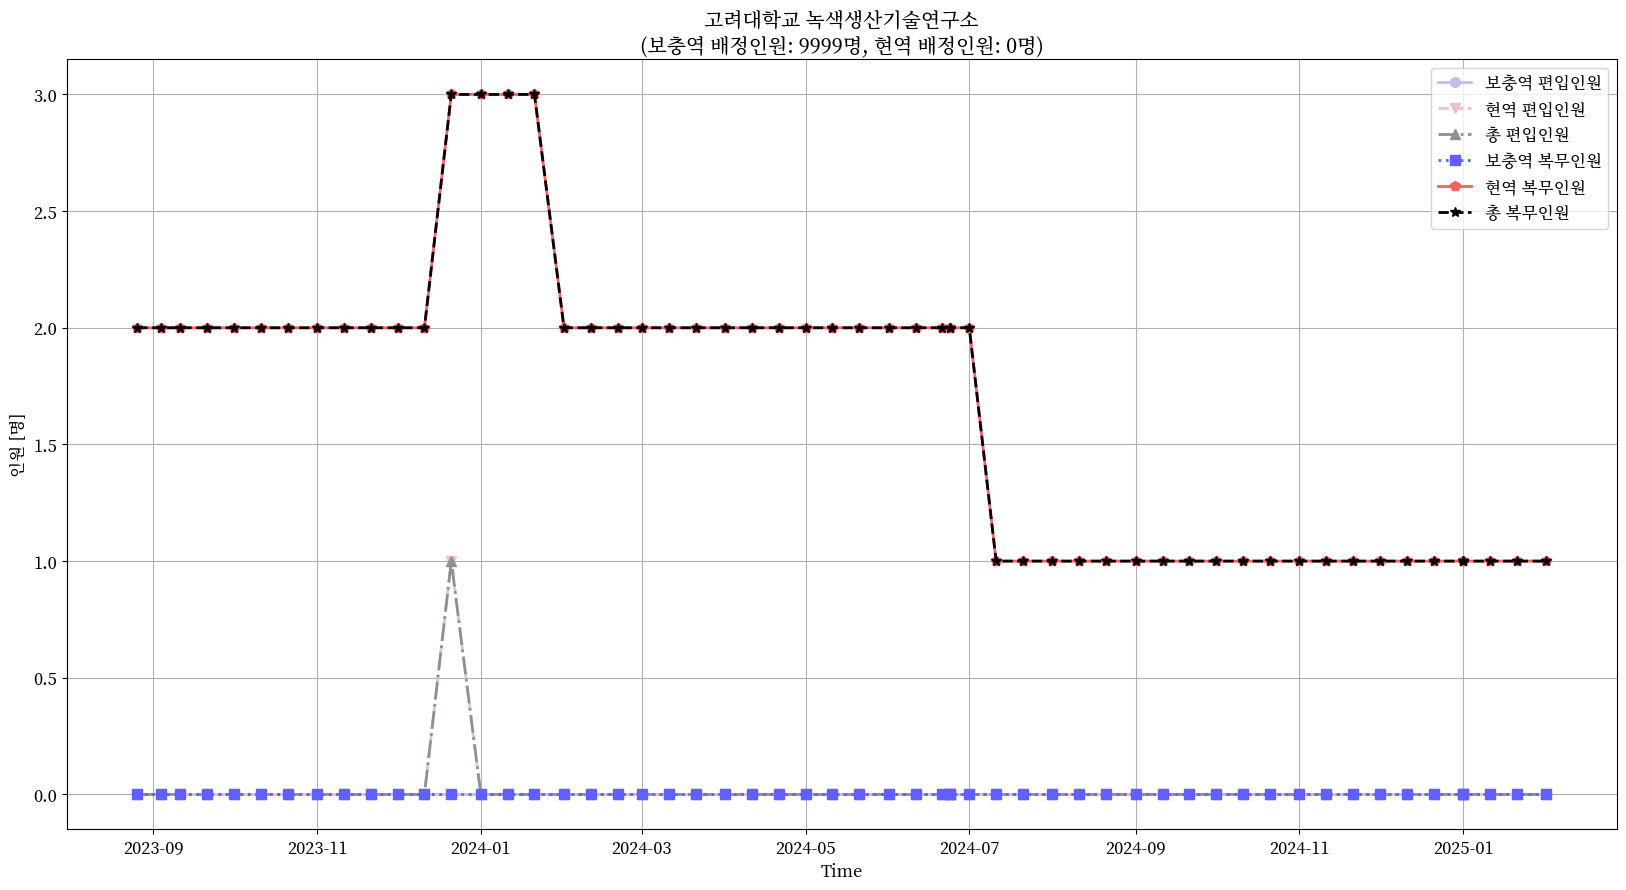 고려대학교 녹색생산기술연구소
(보충역 배정인원: 9999명, 현역 배정인원: 0명)
보충역 편입인원
현역 편입인원
총 편입인원
보충역 복무인원
현역 복무인원
총 복무인원
인원 [명]
3.0
2.5
2.0
1.5
1.0
0.5
0.0
2023-09
2023-11
2024-01
2024-03
2024-05
2024-07
2024-09
2024-11
2025-01
Time